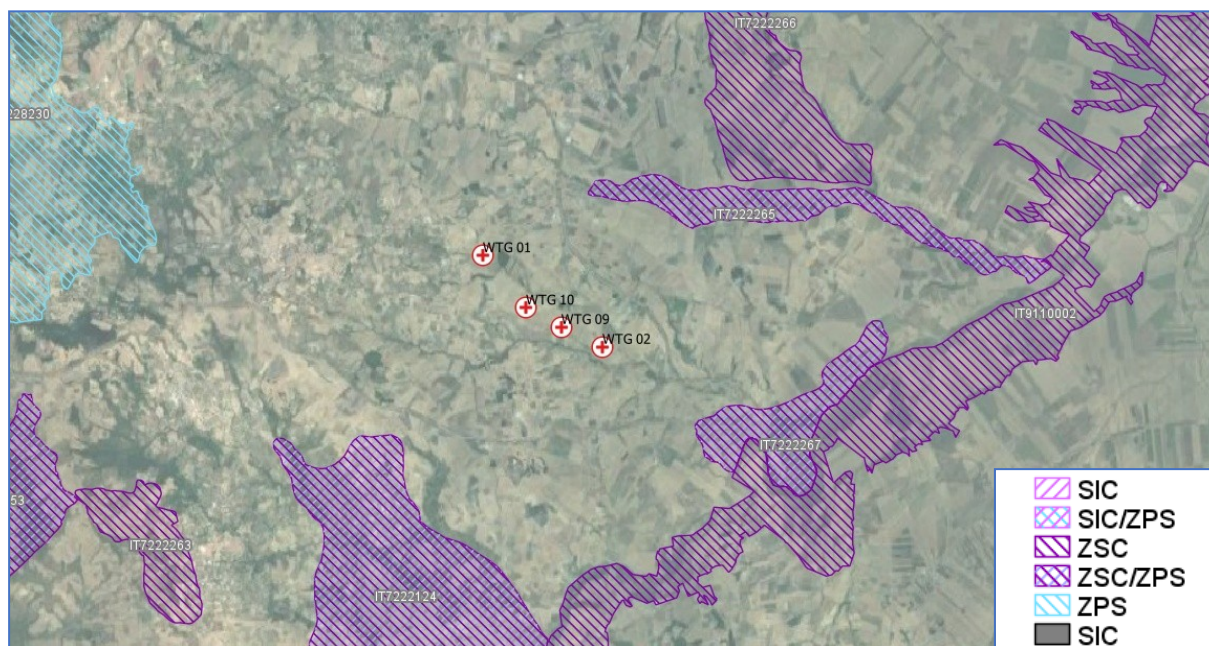 IT7222266
228230
IT7222265
WTG 01
WTG 10
IT9110002
WTG 09
WTG 02
IT7222267
53
IT7222263
IT7222124
SIC
SIC/ZPS
ZSC
ZSC/ZPS
ZPS
SIC